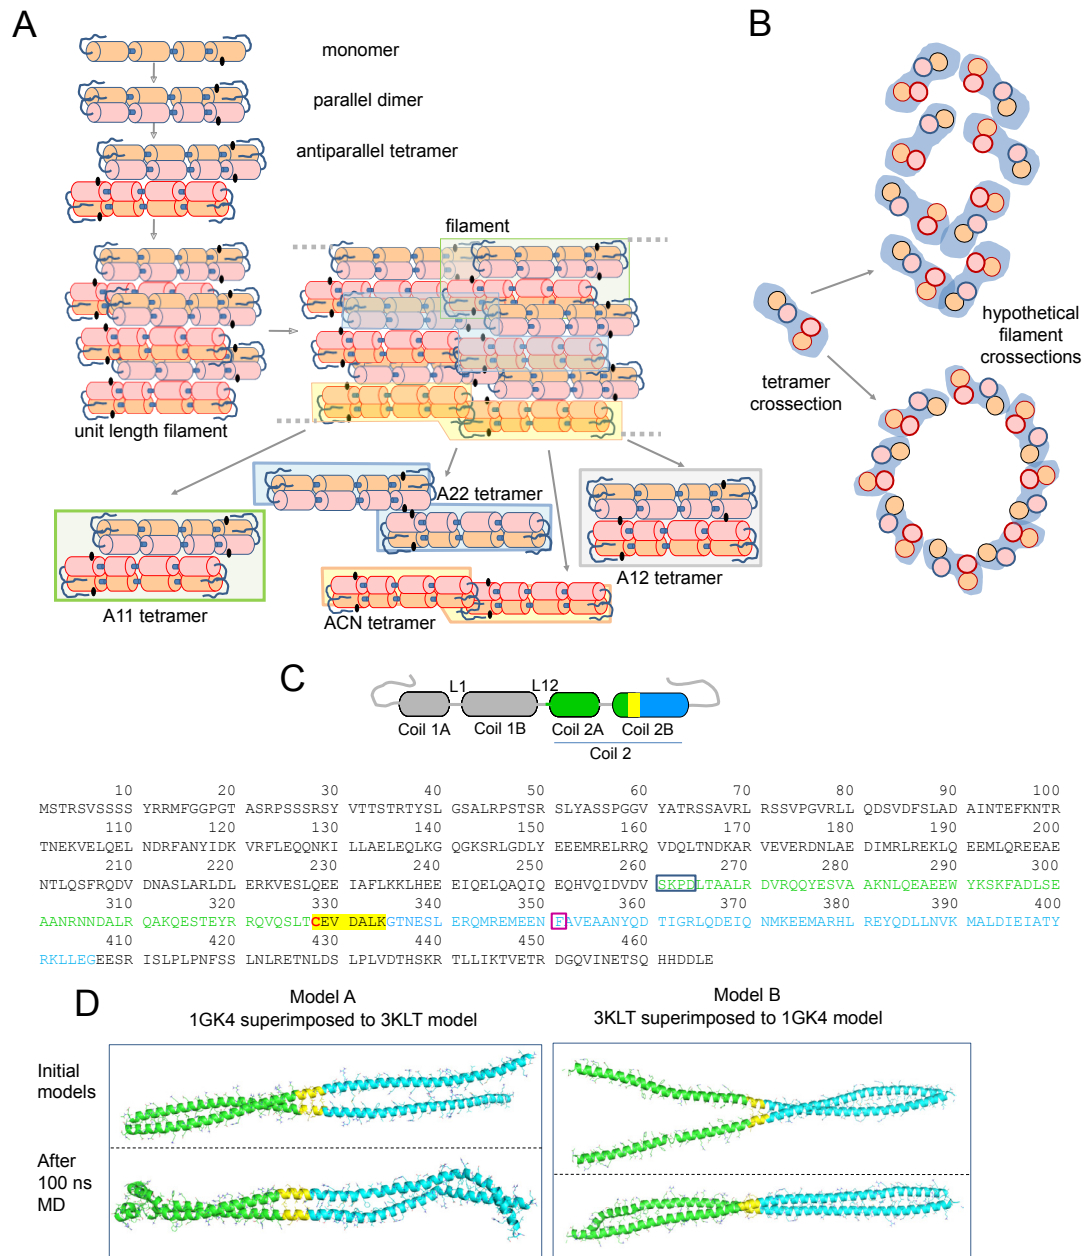 A
monomer
parallel dimer
antiparallel tetramer
filament
unit length filament
A22 tetramer
A12 tetramer
A11 tetramer
ACN tetramer
B
hypothetical
filament
crossections
tetramer
crossection
C
L1 L12
Coil 1A Coil 1B Coil 2A Coil 2B
Coil 2
10 20 30 40 50 60 70 80 90 100
MSTRSVSSSS YRRMFGGPGT ASRPSSSRSY VTTSTRTYSL GSALRPSTSR SLYASSPGGV YATRSSAVRL RSSVPGVRLL QDSVDFSLAD AINTEFKNTR
110 120 130 140 150 160 170 180 190 200
TNEKVELQEL NDRFANYIDK VRFLEQQNKI LLAELEQLKG QGKSRLGDLY EEEMRELRRQ VDQLTNDKAR VEVERDNLAE DIMRLREKLQ EEMLQREEAE
210 220 230 240 250 260 270 280 290 300
NTLQSFRQDV DNASLARLDL ERKVESLQEE IAFLKKLHEE EIQELQAQIQ EQHVQIDVDV SKPDLTAALR DVRQQYESVA AKNLQEAEEW YKSKFADLSE
310 320 330 340 350 360 370 380 390 400
AANRNNDALR QAKQESTEYR RQVQSLTCEV DALKGTNESL ERQMREMEEN FAVEAANYQD TIGRLQDEIQ NMKEEMARHL REYQDLLNVK MALDIEIATY
410 420 430 440 450 460
RKLLEGEESR ISLPLPNFSS LNLRETNLDS LPLVDTHSKR TLLIKTVETR DGQVINETSQ HHDDLE
D
Model A
1GK4 superimposed to 3KLT model
Model B
3KLT superimposed to 1GK4 model
Initial
models
After
100 ns
MD